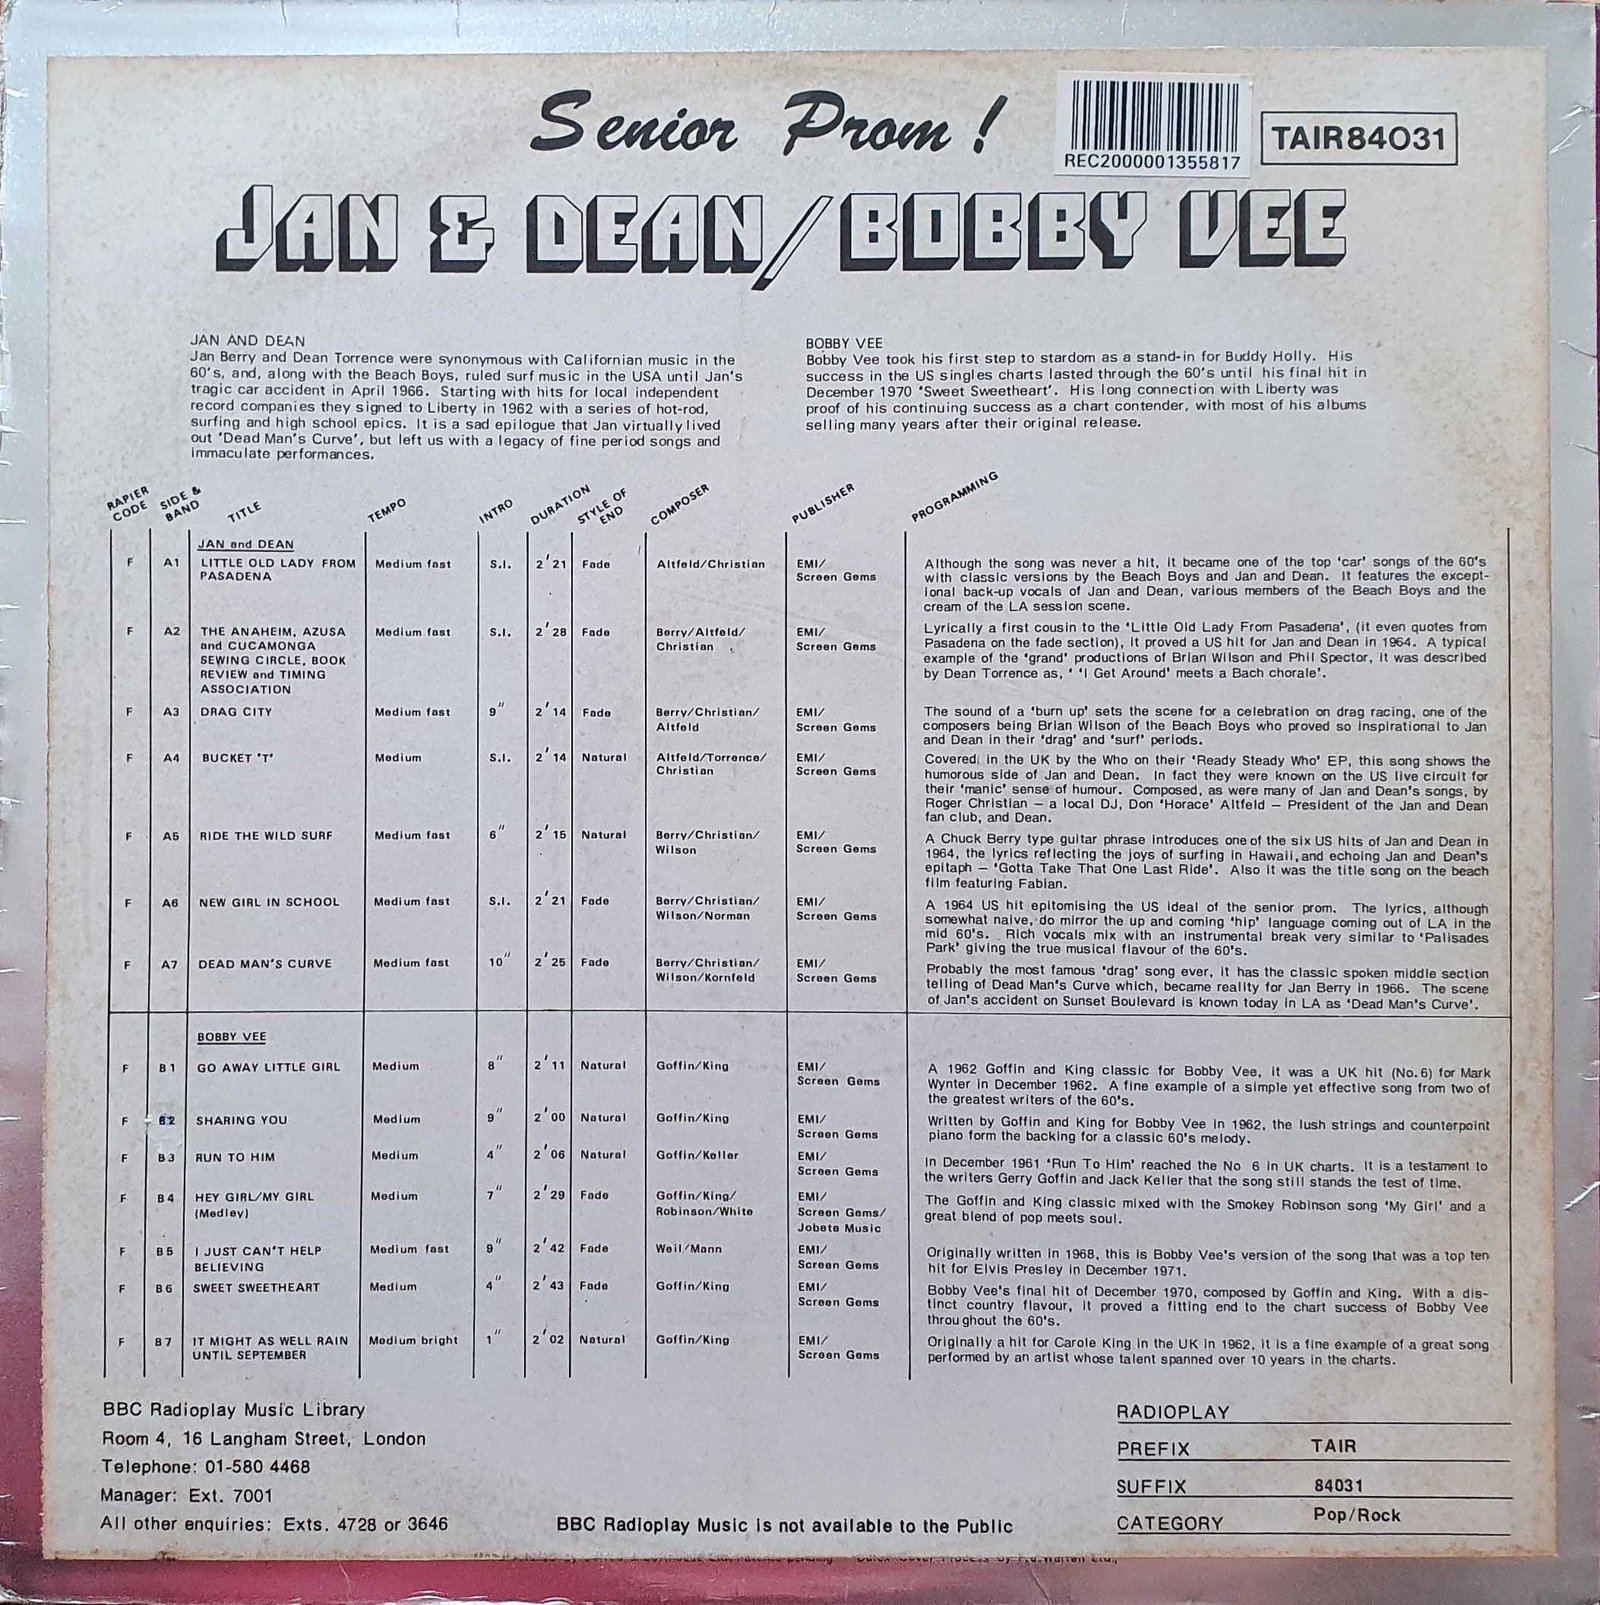 Senior Prom!
REC2000001355817
TAIR84031
JAN & DEAN/BOBBY VEE
JAN AND DEAN
Jan Berry and Dean Torrence were synonymous with Californian music in the
60's, and, along with the Beach Boys, ruled surf music in the USA until Jan's
tragic car accident in April 1966. Starting with hits for local independent
record companies they signed to Liberty in 1962 with a series of hot-rod,
surfing and high school epics. It is a sad epilogue that Jan virtually lived
out 'Dead Man's Curve', but left us with a legacy of fine period songs and
immaculate performances.
BOBBY VEE
Bobby Vee took his first step to stardom as a stand-in for Buddy Holly. His
success in the US singles charts lasted through the 60's until his final hit in
December 1970 'Sweet Sweetheart'. His long connection with Liberty was
proof of his continuing success as a chart contender, with most of his albums
selling many years after their original release.
RAPIER CODE SIDE & BAND TITLE TEMPO INTRO DURATION STYLE OF END COMPOSER PUBLISHER PROGRAMMING
JAN and DEAN
F A1 LITTLE OLD LADY FROM Medium fast S.I. 2'21 Fade Altfeld/Christian EMI/ Although the song was never a hit, it became one of the top 'car' songs of the 60's
PASADENA Screen Gems with classic versions by the Beach Boys and Jan and Dean. It features the except-
ional back-up vocals of Jan and Dean, various members of the Beach Boys and the
cream of the LA session scene.
F A2 THE ANAHEIM, AZUSA Medium fast S.I. 2'28 Fade Berry/Altfeld/ EMI/ Lyrically a first cousin to the 'Little Old Lady From Pasadena', (it even quotes from
and CUCAMONGA Christian Screen Gems Pasadena on the fade section), it proved a US hit for Jan and Dean in 1964. A typical
SEWING CIRCLE, BOOK example of the 'grand' productions of Brian Wilson and Phil Spector, it was described
REVIEW and TIMING by Dean Torrence as, ' 'I Get Around' meets a Bach chorale'.
ASSOCIATION
F A3 DRAG CITY Medium fast 9" 2'14 Fade Berry/Christian/ EMI/ The sound of a 'burn up' sets the scene for a celebration on drag racing, one of the
Altfeld Screen Gems composers being Brian Wilson of the Beach Boys who proved so inspirational to Jan
and Dean in their 'drag' and 'surf' periods.
F A4 BUCKET 'T' Medium S.I. 2'14 Natural Altfeld/Torrence/ EMI/ Covered in the UK by the Who on their 'Ready Steady Who' EP, this song shows the
Christian Screen Gems humorous side of Jan and Dean. In fact they were known on the US live circuit for
their 'manic' sense of humour. Composed, as were many of Jan and Dean's songs, by
Roger Christian – a local DJ, Don 'Horace' Altfeld – President of the Jan and Dean
fan club, and Dean.
F A5 RIDE THE WILD SURF Medium fast 6" 2'15 Natural Berry/Christian/ EMI/ A Chuck Berry type guitar phrase introduces one of the six US hits of Jan and Dean in
Wilson Screen Gems 1964, the lyrics reflecting the joys of surfing in Hawaii, and echoing Jan and Dean's
epitaph – 'Gotta Take That One Last Ride'. Also it was the title song on the beach
film featuring Fabian.
F A6 NEW GIRL IN SCHOOL Medium fast S.I. 2'21 Fade Berry/Christian/ EMI/ A 1964 US hit epitomising the US ideal of the senior prom. The lyrics, although
Wilson/Norman Screen Gems somewhat naive, do mirror the up and coming 'hip' language coming out of LA in the
mid 60's. Rich vocals mix with an instrumental break very similar to 'Palisades
Park' giving the true musical flavour of the 60's.
F A7 DEAD MAN'S CURVE Medium fast 10" 2'25 Fade Berry/Christian/ EMI/ Probably the most famous 'drag' song ever, it has the classic spoken middle section
Wilson/Kornfeld Screen Gems telling of Dead Man's Curve which, became reality for Jan Berry in 1966. The scene
of Jan's accident on Sunset Boulevard is known today in LA as 'Dead Man's Curve'.
BOBBY VEE
F B1 GO AWAY LITTLE GIRL Medium 8" 2'11 Natural Goffin/King EMI/ A 1962 Goffin and King classic for Bobby Vee, it was a UK hit (No.6) for Mark
Screen Gems Wynter in December 1962. A fine example of a simple yet effective song from two of
the greatest writers of the 60's.
F B2 SHARING YOU Medium 9" 2'00 Natural Goffin/King EMI/ Written by Goffin and King for Bobby Vee in 1962, the lush strings and counterpoint
Screen Gems piano form the backing for a classic 60's melody.
F B3 RUN TO HIM Medium 4" 2'06 Natural Goffin/Keller EMI/ In December 1961 'Run To Him' reached the No 6 in UK charts. It is a testament to
Screen Gems the writers Gerry Goffin and Jack Keller that the song still stands the test of time.
F B4 HEY GIRL/MY GIRL Medium 7" 2'29 Fade Goffin/King/ EMI/ The Goffin and King classic mixed with the Smokey Robinson song 'My Girl' and a
(Medley) Robinson/White Screen Gems/ great blend of pop meets soul.
Jobete Music
F B5 I JUST CAN'T HELP Medium fast 9" 2'42 Fade Weil/Mann EMI/ Originally written in 1968, this is Bobby Vee's version of the song that was a top ten
BELIEVING Screen Gems hit for Elvis Presley in December 1971.
F B6 SWEET SWEETHEART Medium 4" 2'43 Fade Goffin/King EMI/ Bobby Vee's final hit of December 1970, composed by Goffin and King. With a dis-
Screen Gems tinct country flavour, it proved a fitting end to the chart success of Bobby Vee
throughout the 60's.
F B7 IT MIGHT AS WELL RAIN Medium bright 1" 2'02 Natural Goffin/King EMI/ Originally a hit for Carole King in the UK in 1962, it is a fine example of a great song
UNTIL SEPTEMBER Screen Gems performed by an artist whose talent spanned over 10 years in the charts.
BBC Radioplay Music Library
Room 4, 16 Langham Street, London
Telephone: 01-580 4468
Manager: Ext. 7001
All other enquiries: Exts. 4728 or 3646
BBC Radioplay Music is not available to the Public
RADIOPLAY
PREFIX TAIR
SUFFIX 84031
CATEGORY Pop/Rock